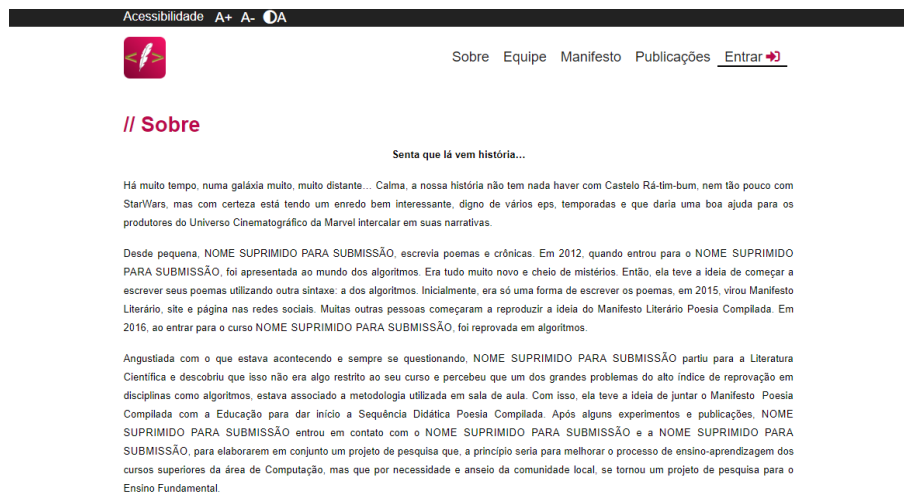 Acessibilidade A+ A- A
< >
Sobre Equipe Manifesto Publicações Entrar
// Sobre
Senta que lá vem história...
Há muito tempo, numa galáxia muito, muito distante... Calma, a nossa história não tem nada haver com Castelo Rá-tim-bum, nem tão pouco com
StarWars, mas com certeza está tendo um enredo bem interessante, digno de vários eps, temporadas e que daria uma boa ajuda para os
produtores do Universo Cinematográfico da Marvel intercalar em suas narrativas.
Desde pequena, NOME SUPRIMIDO PARA SUBMISSÃO, escrevia poemas e crônicas. Em 2012, quando entrou para o NOME SUPRIMIDO
PARA SUBMISSÃO, foi apresentada ao mundo dos algoritmos. Era tudo muito novo e cheio de mistérios. Então, ela teve a ideia de começar a
escrever seus poemas utilizando outra sintaxe: a dos algoritmos. Inicialmente, era só uma forma de escrever os poemas, em 2015, virou Manifesto
Literário, site e página nas redes sociais. Muitas outras pessoas começaram a reproduzir a ideia do Manifesto Literário Poesia Compilada. Em
2016, ao entrar para o curso NOME SUPRIMIDO PARA SUBMISSÃO, foi reprovada em algoritmos.
Angustiada com o que estava acontecendo e sempre se questionando, NOME SUPRIMIDO PARA SUBMISSÃO partiu para a Literatura
Científica e descobriu que isso não era algo restrito ao seu curso e percebeu que um dos grandes problemas do alto índice de reprovação em
disciplinas como algoritmos, estava associado a metodologia utilizada em sala de aula. Com isso, ela teve a ideia de juntar o Manifesto Poesia
Compilada com a Educação para dar início a Sequência Didática Poesia Compilada. Após alguns experimentos e publicações, NOME
SUPRIMIDO PARA SUBMISSÃO entrou em contato com o NOME SUPRIMIDO PARA SUBMISSÃO e a NOME SUPRIMIDO PARA
SUBMISSÃO, para elaborarem em conjunto um projeto de pesquisa que, a princípio seria para melhorar o processo de ensino-aprendizagem dos
cursos superiores da área de Computação, mas que por necessidade e anseio da comunidade local, se tornou um projeto de pesquisa para o
Ensino Fundamental.